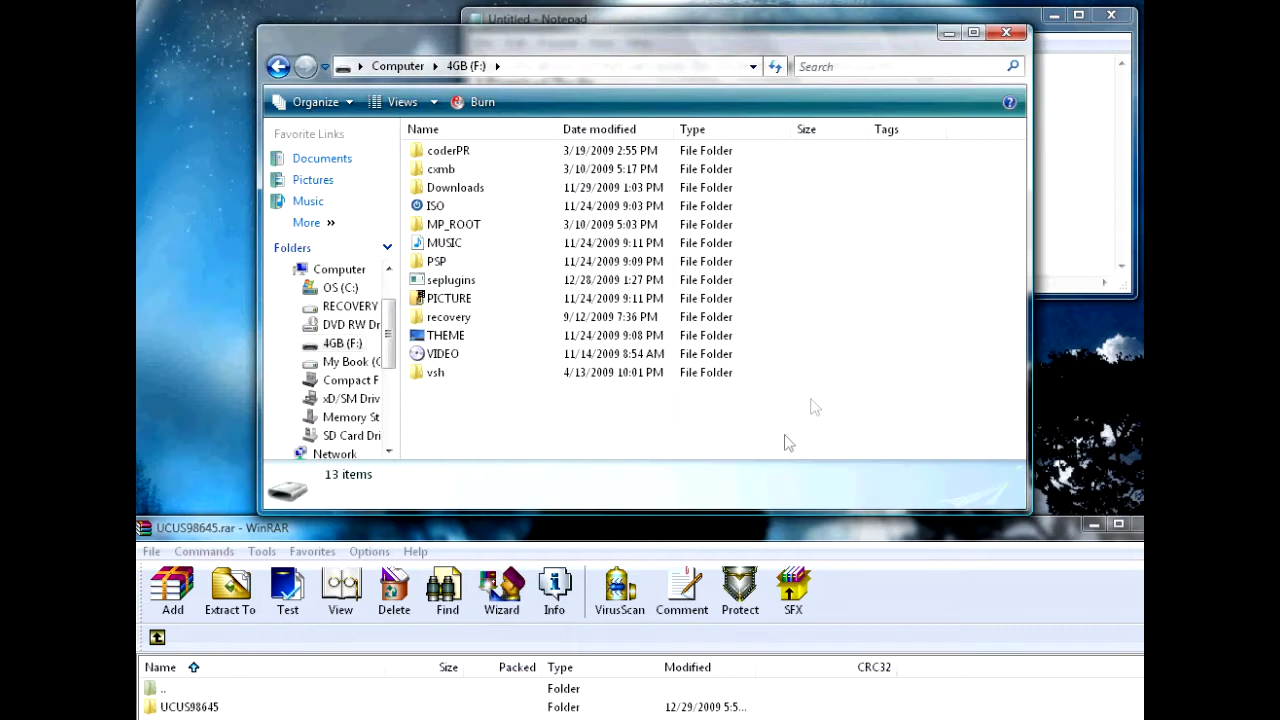 Untitled - Notepad
Computer 4GB (F:) Search
Organize Views Burn
Favorite Links
Documents
Pictures
Music
More »
Folders
Computer
OS (C:)
RECOVERY
DVD RW Dr
4GB (F:)
My Book (
Compact F
xD/SM Driv
Memory St
SD Card Dri
Network
Name Date modified Type Size Tags
coderPR 3/19/2009 2:55 PM File Folder
cxmb 3/10/2009 5:17 PM File Folder
Downloads 11/29/2009 1:03 PM File Folder
ISO 11/24/2009 9:03 PM File Folder
MP_ROOT 3/10/2009 5:03 PM File Folder
MUSIC 11/24/2009 9:11 PM File Folder
PSP 11/24/2009 9:09 PM File Folder
seplugins 12/28/2009 1:27 PM File Folder
PICTURE 11/24/2009 9:11 PM File Folder
recovery 9/12/2009 7:36 PM File Folder
THEME 11/24/2009 9:08 PM File Folder
VIDEO 11/14/2009 8:54 AM File Folder
vsh 4/13/2009 10:01 PM File Folder
13 items
UCUS98645.rar - WinRAR
File Commands Tools Favorites Options Help
Add Extract To Test View Delete Find Wizard Info VirusScan Comment Protect SFX
Name Size Packed Type Modified CRC32
.. Folder
UCUS98645 Folder 12/29/2009 5:5...